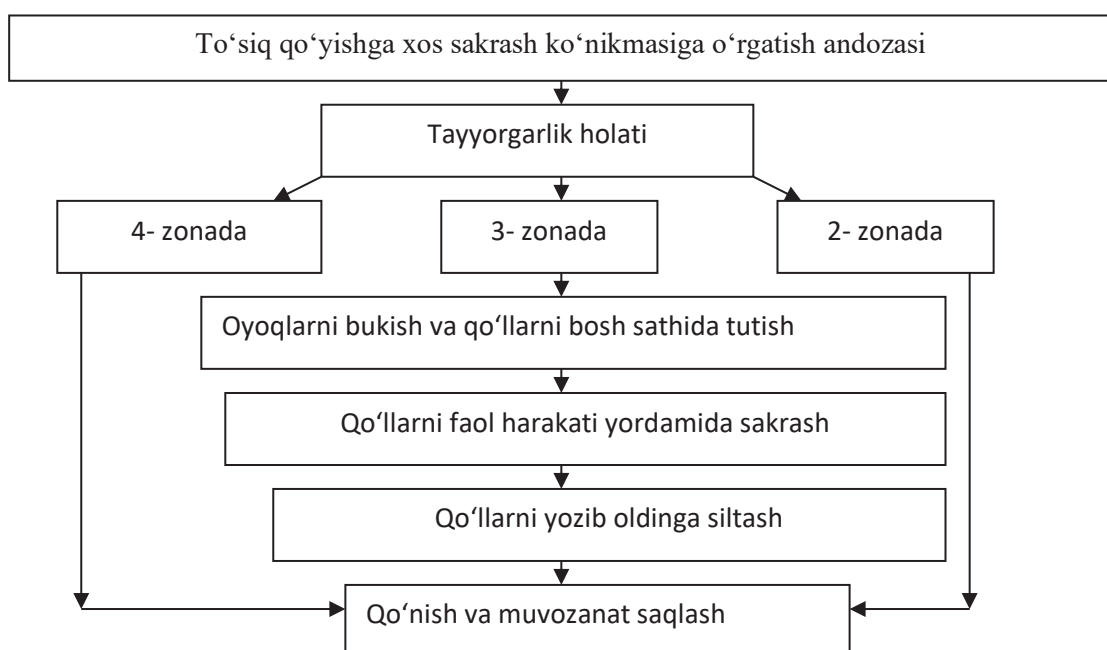 To‘siq qo‘yishga xos sakrash ko‘nikmasiga o‘rgatish andozasi
Tayyorgarlik holati
4- zonada
3- zonada
2- zonada
Oyoqlarni bukish va qo‘llarni bosh sathida tutish
Qo‘llarni faol harakati yordamida sakrash
Qo‘llarni yozib oldinga siltash
Qo‘nish va muvozanat saqlash